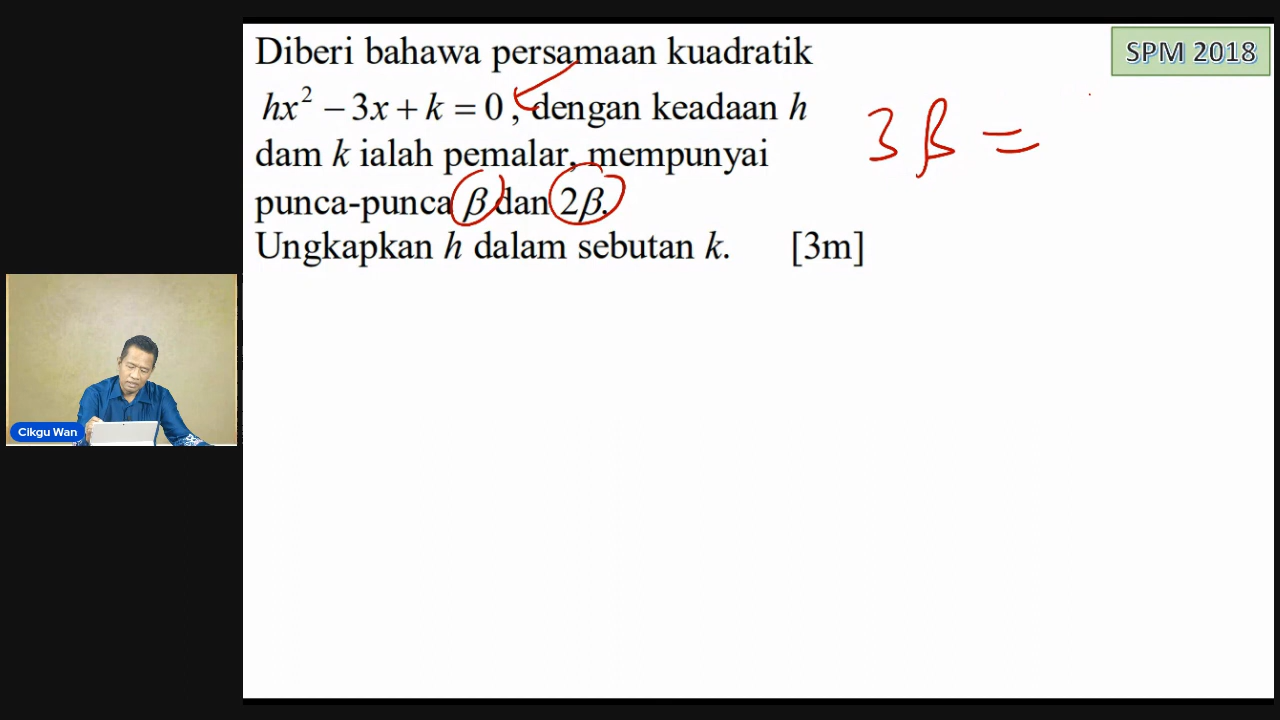 Diberi bahawa persamaan kuadratik
hx² − 3x + k = 0, dengan keadaan h
dam k ialah pemalar, mempunyai
punca-punca β dan 2β.
Ungkapkan h dalam sebutan k. [3m]
SPM 2018
3β =
Cikgu Wan